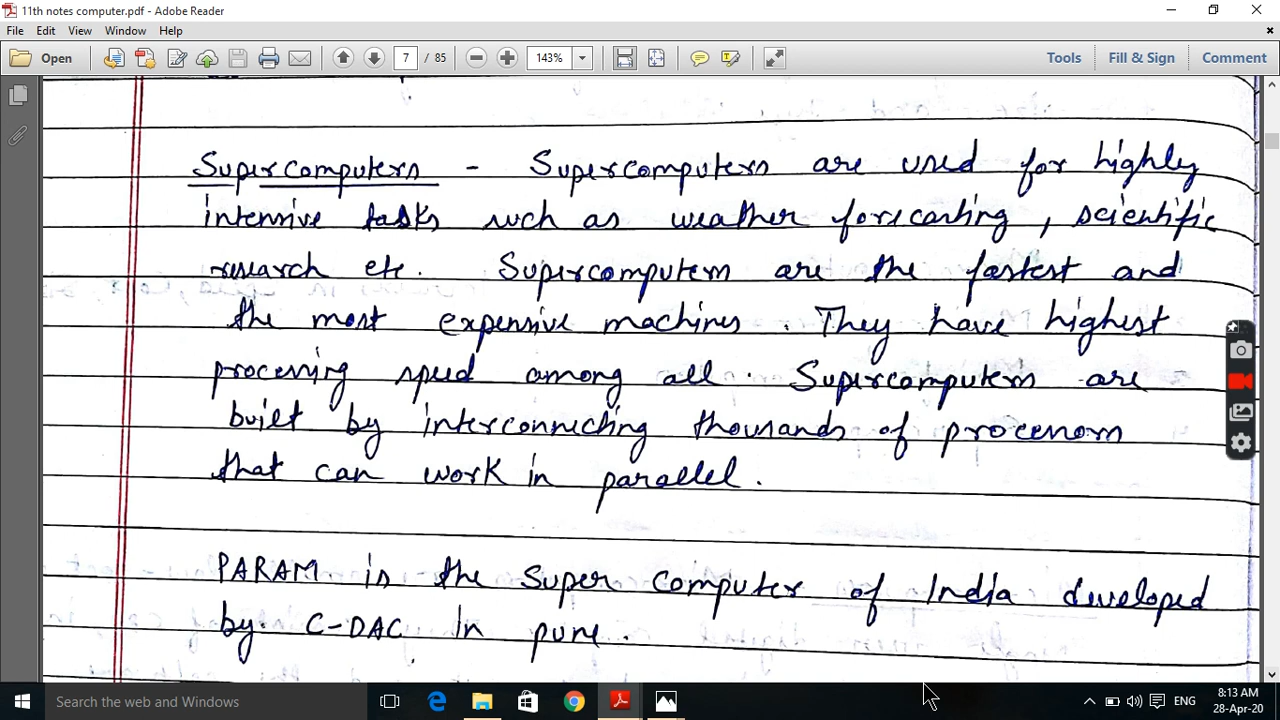 11th notes computer.pdf - Adobe Reader
File Edit View Window Help
Open 7 / 85 143% Tools Fill & Sign Comment
Supercomputers - Supercomputers are used for highly
intensive tasks such as weather forecasting, scientific
research etc. Supercomputers are the fastest and
the most expensive machines. They have highest
processing speed among all. Supercomputers are
built by interconnecting thousands of processors
that can work in parallel.
PARAM is the Super computer of India developed
by C-DAC in pune.
Search the web and Windows
ENG
8:13 AM
28-Apr-20